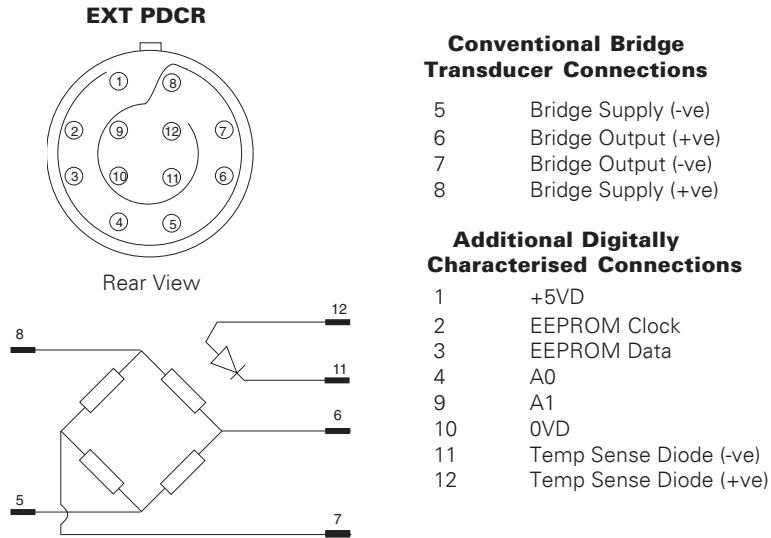 EXT PDCR
1
8
2
9
12
7
3
10
11
6
4
5
Rear View
12
8
11
6
5
7
Conventional Bridge
Transducer Connections
5 Bridge Supply (-ve)
6 Bridge Output (+ve)
7 Bridge Output (-ve)
8 Bridge Supply (+ve)
Additional Digitally
Characterised Connections
1 +5VD
2 EEPROM Clock
3 EEPROM Data
4 A0
9 A1
10 0VD
11 Temp Sense Diode (-ve)
12 Temp Sense Diode (+ve)